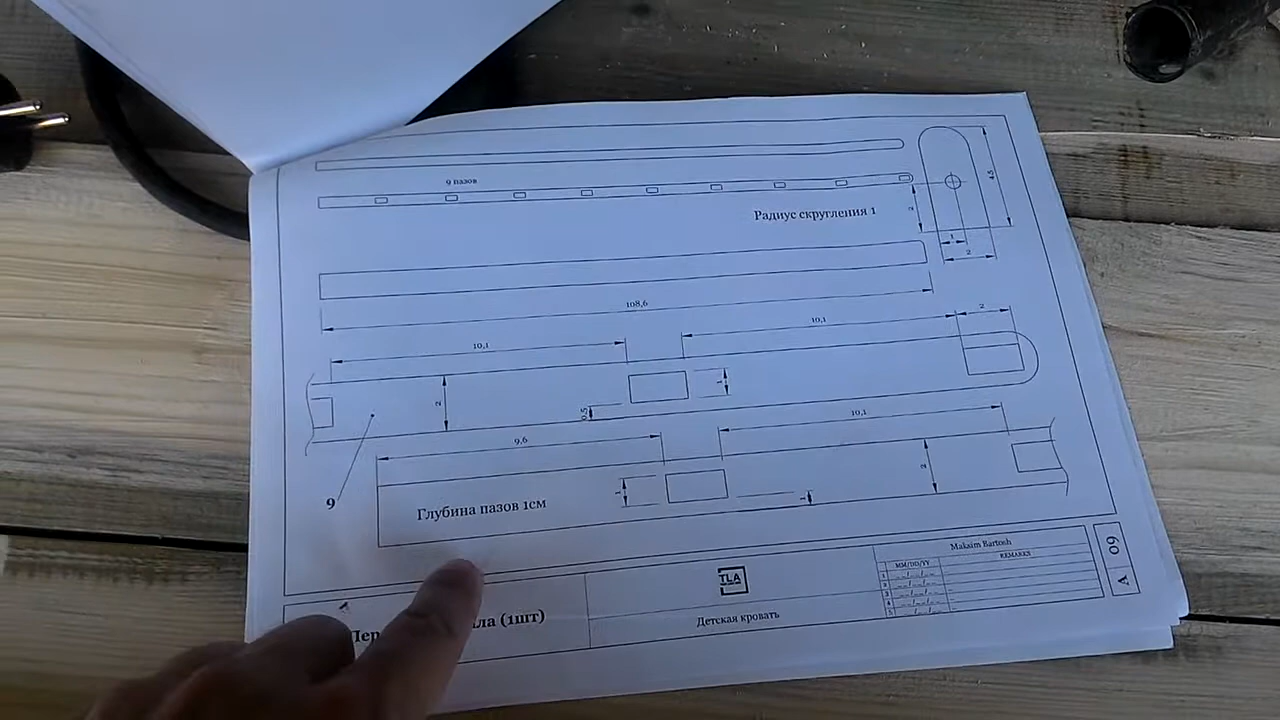 9 пазов
Радиус скругления 1
4,5
2
1
2
108,6
10,1
10,1
2
2
1
0,5
9
9,6
10,1
1
2
1
Глубина пазов 1см
(1шт)
TLA
Детская кровать
Maksim Bartosh
MM/DD/YY
REMARKS
1
2
3
4
5
A
09